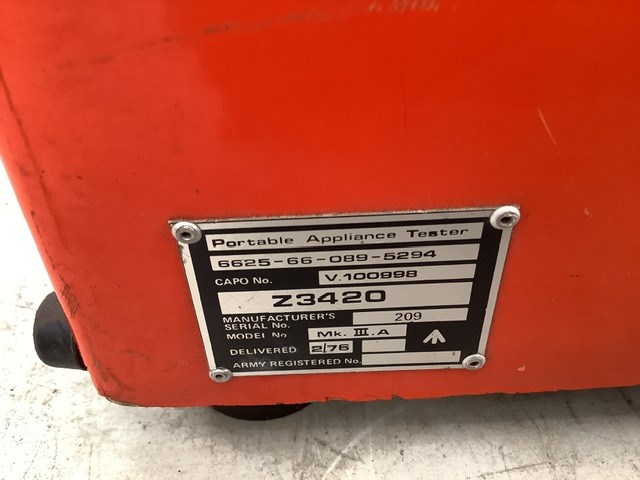 Portable Appliance Tester
6625-66-089-5294
CAPO No. V.100998
Z3420
MANUFACTURER'S SERIAL No. 209
MODEL No Mk. III.A
DELIVERED 2/76
ARMY REGISTERED No.